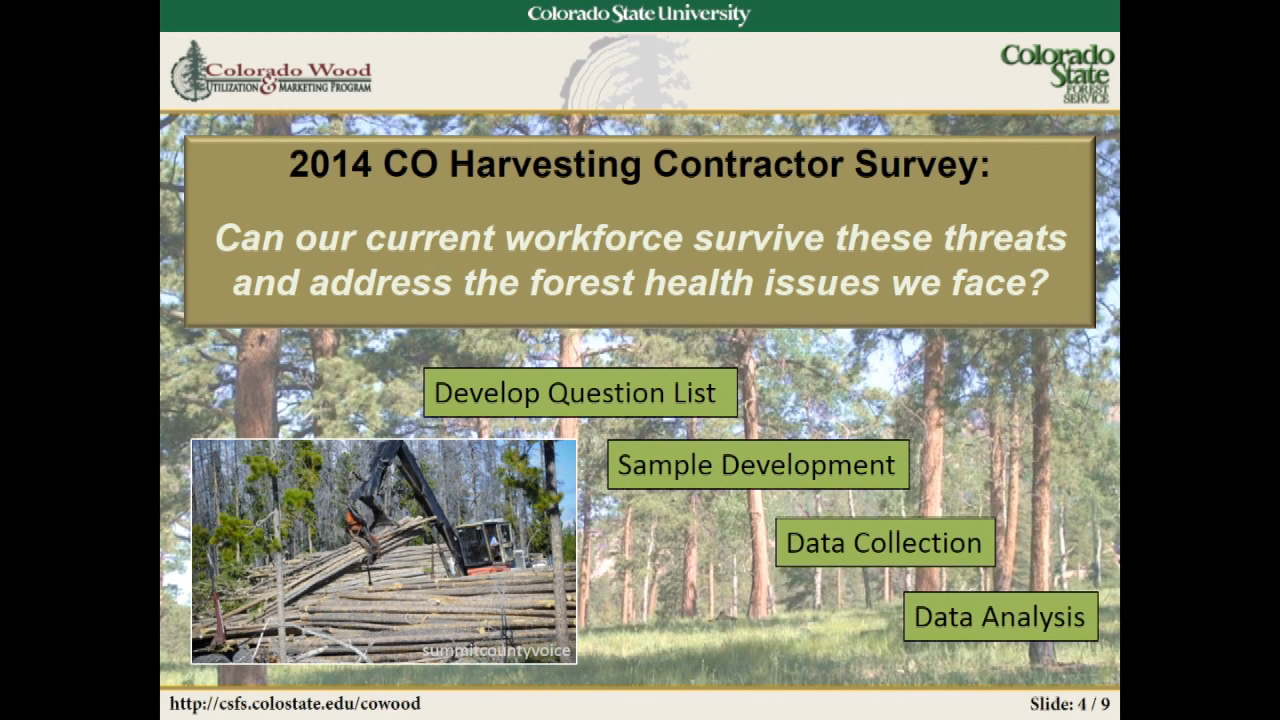 Colorado State University
Colorado Wood
UTILIZATION & MARKETING PROGRAM
Colorado
State
FOREST
SERVICE
2014 CO Harvesting Contractor Survey:
Can our current workforce survive these threats
and address the forest health issues we face?
Develop Question List
Sample Development
Data Collection
Data Analysis
summitcountyvoice
http://csfs.colostate.edu/cowood
Slide: 4 / 9